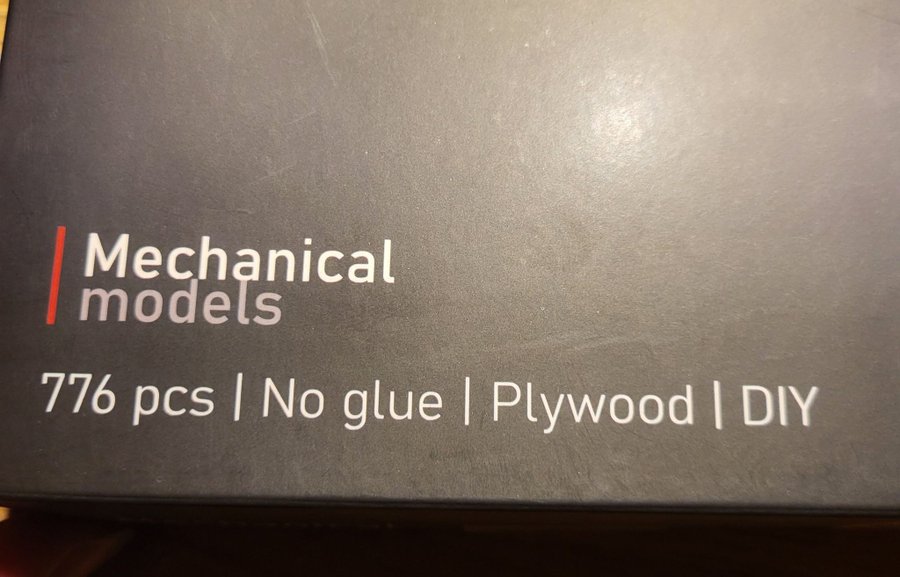 Mechanical
models
776 pcs | No glue | Plywood | DIY